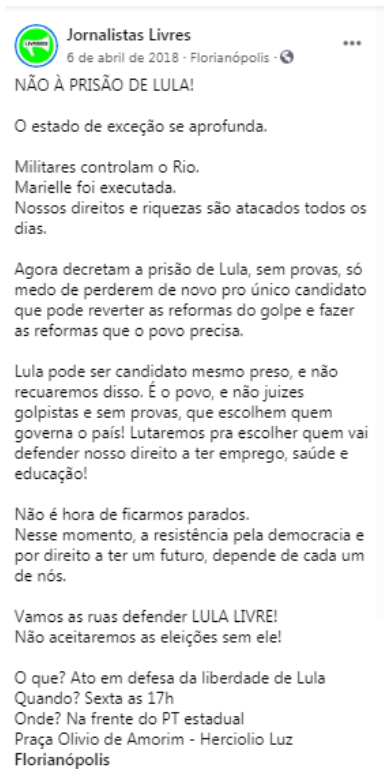 LIVRES
Jornalistas Livres
6 de abril de 2018 · Florianópolis ·
NÃO À PRISÃO DE LULA!
O estado de exceção se aprofunda.
Militares controlam o Rio.
Marielle foi executada.
Nossos direitos e riquezas são atacados todos os
dias.
Agora decretam a prisão de Lula, sem provas, só
medo de perderem de novo pro único candidato
que pode reverter as reformas do golpe e fazer
as reformas que o povo precisa.
Lula pode ser candidato mesmo preso, e não
recuaremos disso. É o povo, e não juizes
golpistas e sem provas, que escolhem quem
governa o país! Lutaremos pra escolher quem vai
defender nosso direito a ter emprego, saúde e
educação!
Não é hora de ficarmos parados.
Nesse momento, a resistência pela democracia e
por direito a ter um futuro, depende de cada um
de nós.
Vamos as ruas defender LULA LIVRE!
Não aceitaremos as eleições sem ele!
O que? Ato em defesa da liberdade de Lula
Quando? Sexta as 17h
Onde? Na frente do PT estadual
Praça Olivio de Amorim - Herciolio Luz
Florianópolis